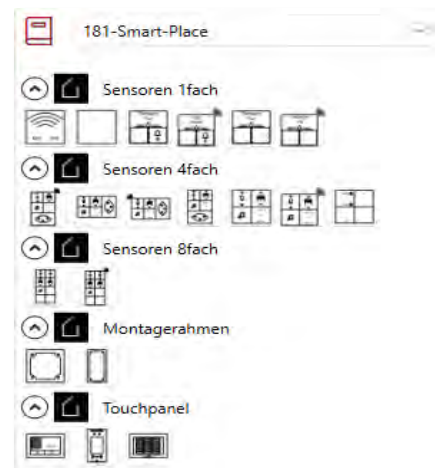 181-Smart-Place
Sensoren 1fach
Sensoren 4fach
Sensoren 8fach
Montagerahmen
Touchpanel